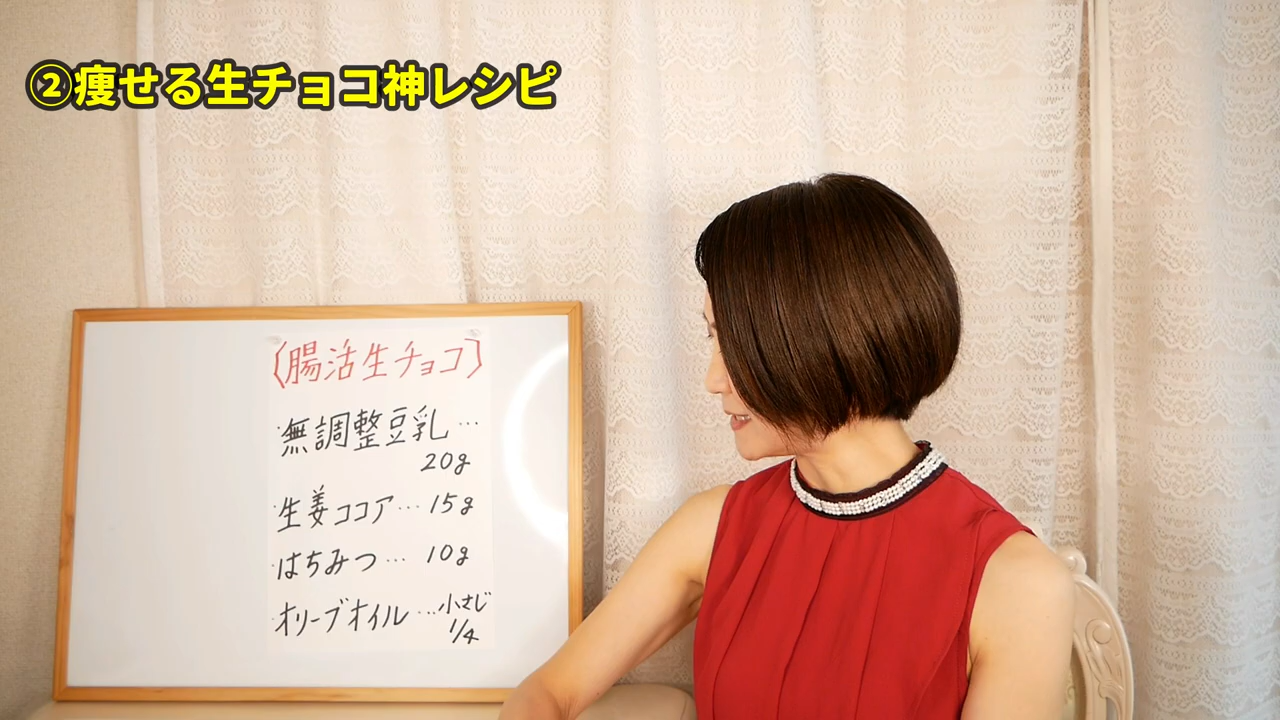 ②痩せる生チョコ神レシピ
〔腸活生チョコ〕
・無調整豆乳…
20g
・生姜ココア…15g
・はちみつ…10g
・オリーブオイル…小さじ
1/4